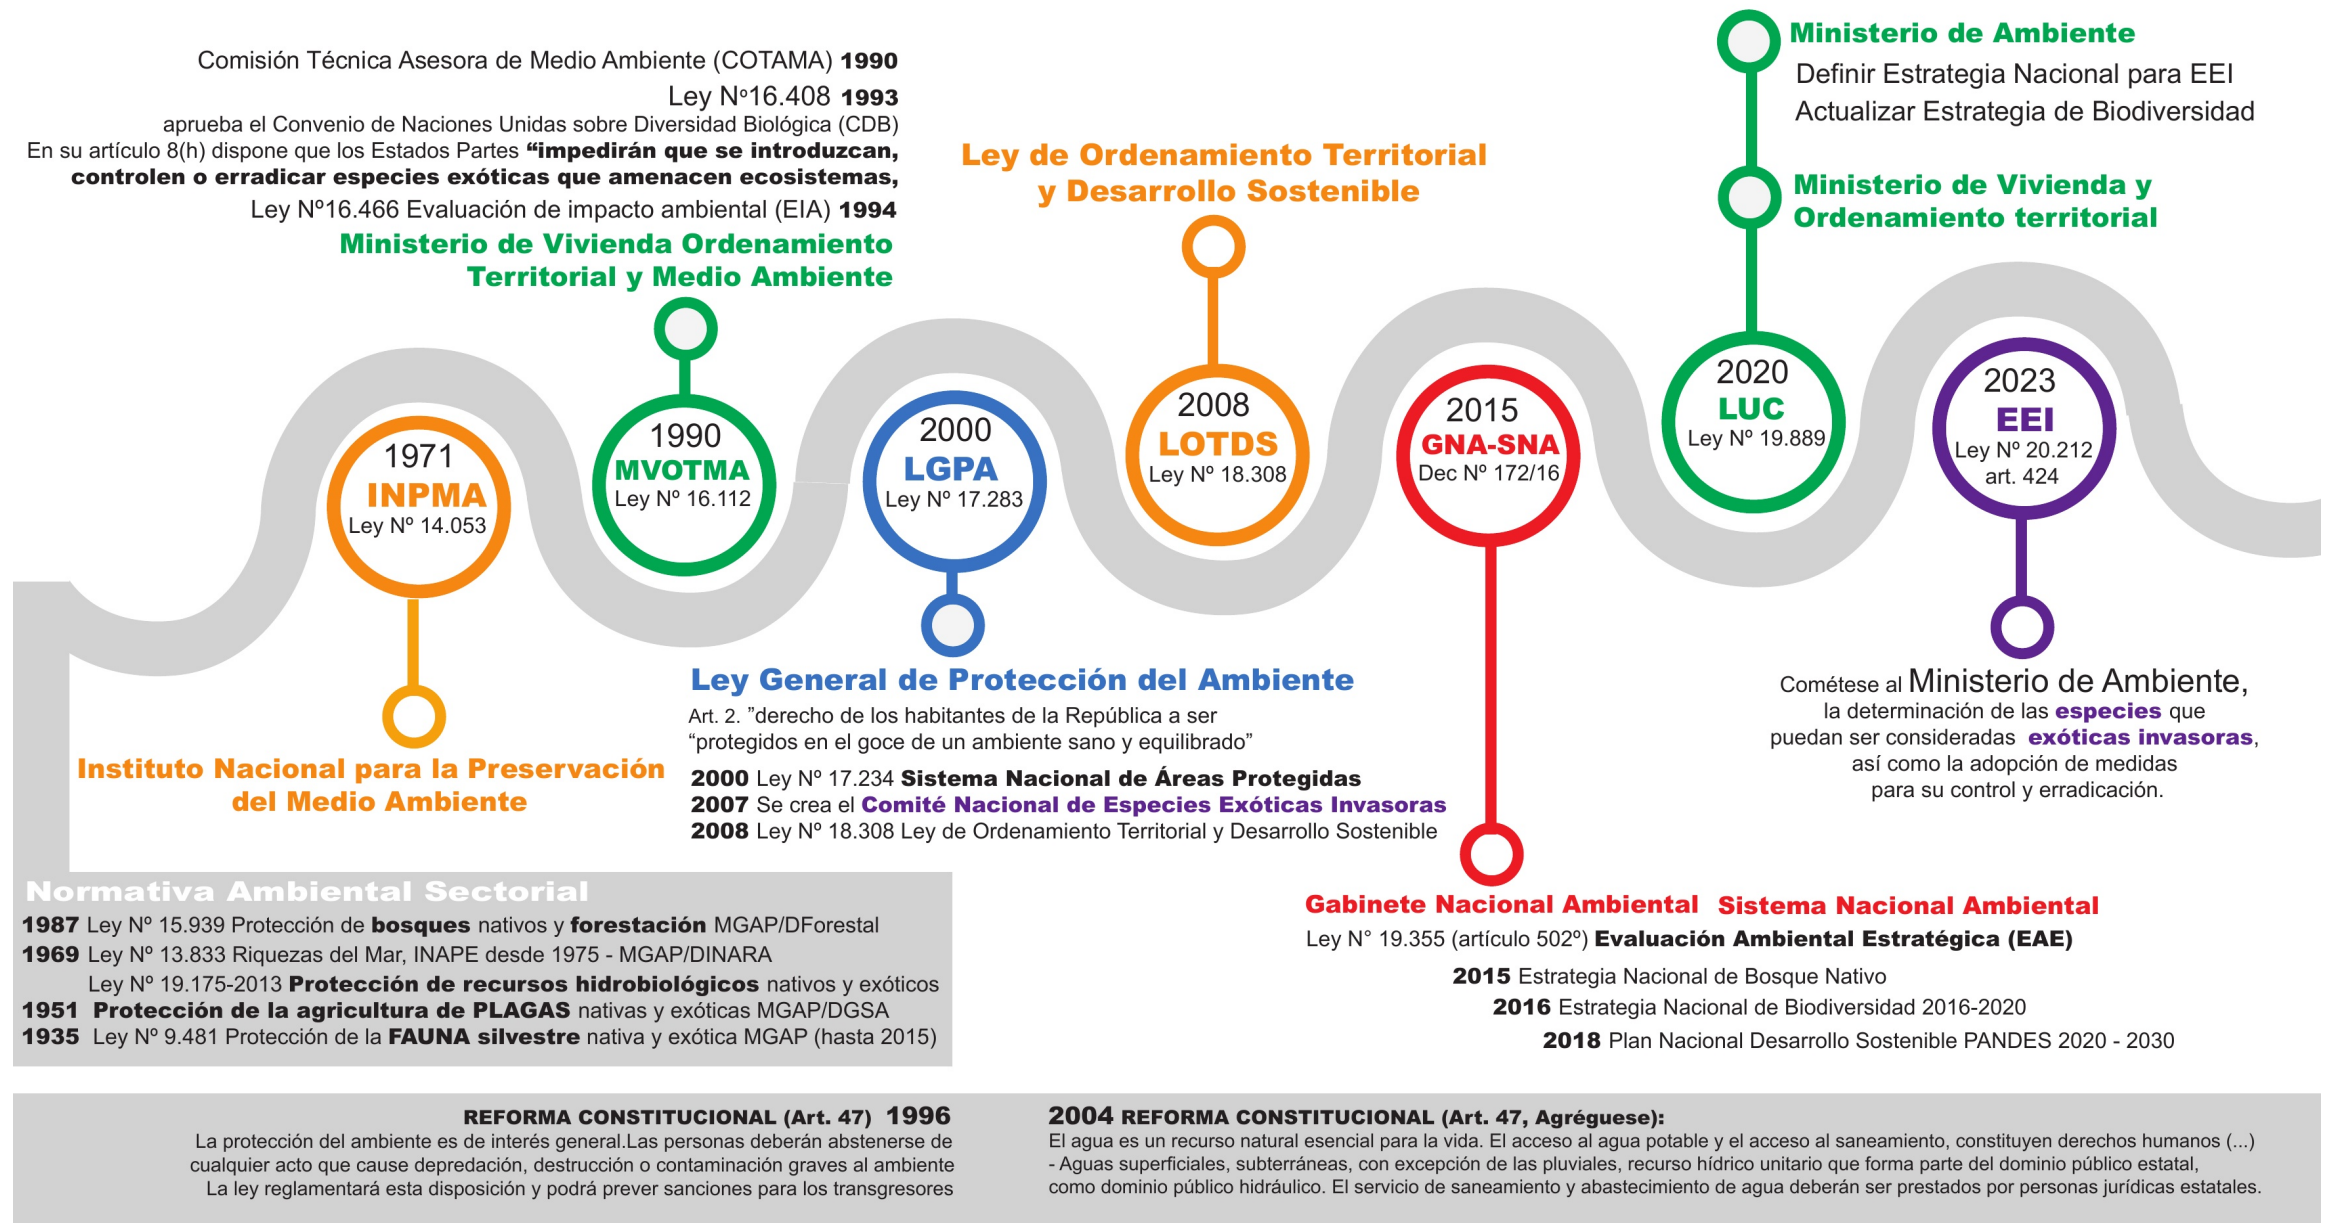 Comisión Técnica Asesora de Medio Ambiente (COTAMA) 1990
Ley Nº16.408 1993
aprueba el Convenio de Naciones Unidas sobre Diversidad Biológica (CDB)
En su artículo 8(h) dispone que los Estados Partes “impedirán que se introduzcan,
controlen o erradicar especies exóticas que amenacen ecosistemas,
Ley Nº16.466 Evaluación de impacto ambiental (EIA) 1994
Ministerio de Vivienda Ordenamiento
Territorial y Medio Ambiente
Ley de Ordenamiento Territorial
y Desarrollo Sostenible
Ministerio de Ambiente
Definir Estrategia Nacional para EEI
Actualizar Estrategia de Biodiversidad
Ministerio de Vivienda y
Ordenamiento territorial
1971
INPMA
Ley Nº 14.053
1990
MVOTMA
Ley Nº 16.112
2000
LGPA
Ley Nº 17.283
2008
LOTDS
Ley Nº 18.308
2015
GNA-SNA
Dec Nº 172/16
2020
LUC
Ley Nº 19.889
2023
EEI
Ley Nº 20.212
art. 424
Instituto Nacional para la Preservación
del Medio Ambiente
Ley General de Protección del Ambiente
Art. 2. ”derecho de los habitantes de la República a ser
“protegidos en el goce de un ambiente sano y equilibrado”
2000 Ley Nº 17.234 Sistema Nacional de Áreas Protegidas
2007 Se crea el Comité Nacional de Especies Exóticas Invasoras
2008 Ley Nº 18.308 Ley de Ordenamiento Territorial y Desarrollo Sostenible
Cométese al Ministerio de Ambiente,
la determinación de las especies que
puedan ser consideradas exóticas invasoras,
así como la adopción de medidas
para su control y erradicación.
Gabinete Nacional Ambiental Sistema Nacional Ambiental
Ley N° 19.355 (artículo 502º) Evaluación Ambiental Estratégica (EAE)
2015 Estrategia Nacional de Bosque Nativo
2016 Estrategia Nacional de Biodiversidad 2016-2020
2018 Plan Nacional Desarrollo Sostenible PANDES 2020 - 2030
Normativa Ambiental Sectorial
1987 Ley Nº 15.939 Protección de bosques nativos y forestación MGAP/DForestal
1969 Ley Nº 13.833 Riquezas del Mar, INAPE desde 1975 - MGAP/DINARA
Ley Nº 19.175-2013 Protección de recursos hidrobiológicos nativos y exóticos
1951 Protección de la agricultura de PLAGAS nativas y exóticas MGAP/DGSA
1935 Ley Nº 9.481 Protección de la FAUNA silvestre nativa y exótica MGAP (hasta 2015)
REFORMA CONSTITUCIONAL (Art. 47) 1996
La protección del ambiente es de interés general.Las personas deberán abstenerse de
cualquier acto que cause depredación, destrucción o contaminación graves al ambiente
La ley reglamentará esta disposición y podrá prever sanciones para los transgresores
2004 REFORMA CONSTITUCIONAL (Art. 47, Agréguese):
El agua es un recurso natural esencial para la vida. El acceso al agua potable y el acceso al saneamiento, constituyen derechos humanos (...)
- Aguas superficiales, subterráneas, con excepción de las pluviales, recurso hídrico unitario que forma parte del dominio público estatal,
como dominio público hidráulico. El servicio de saneamiento y abastecimiento de agua deberán ser prestados por personas jurídicas estatales.